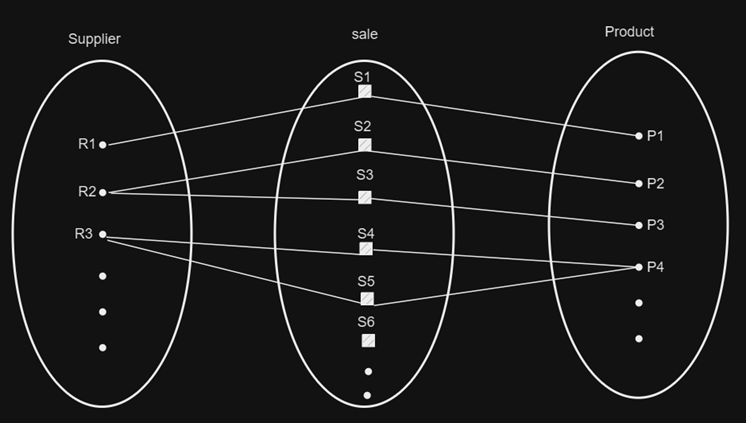 Supplier
sale
Product
S1
S2
S3
S4
S5
S6
R1
R2
R3
P1
P2
P3
P4